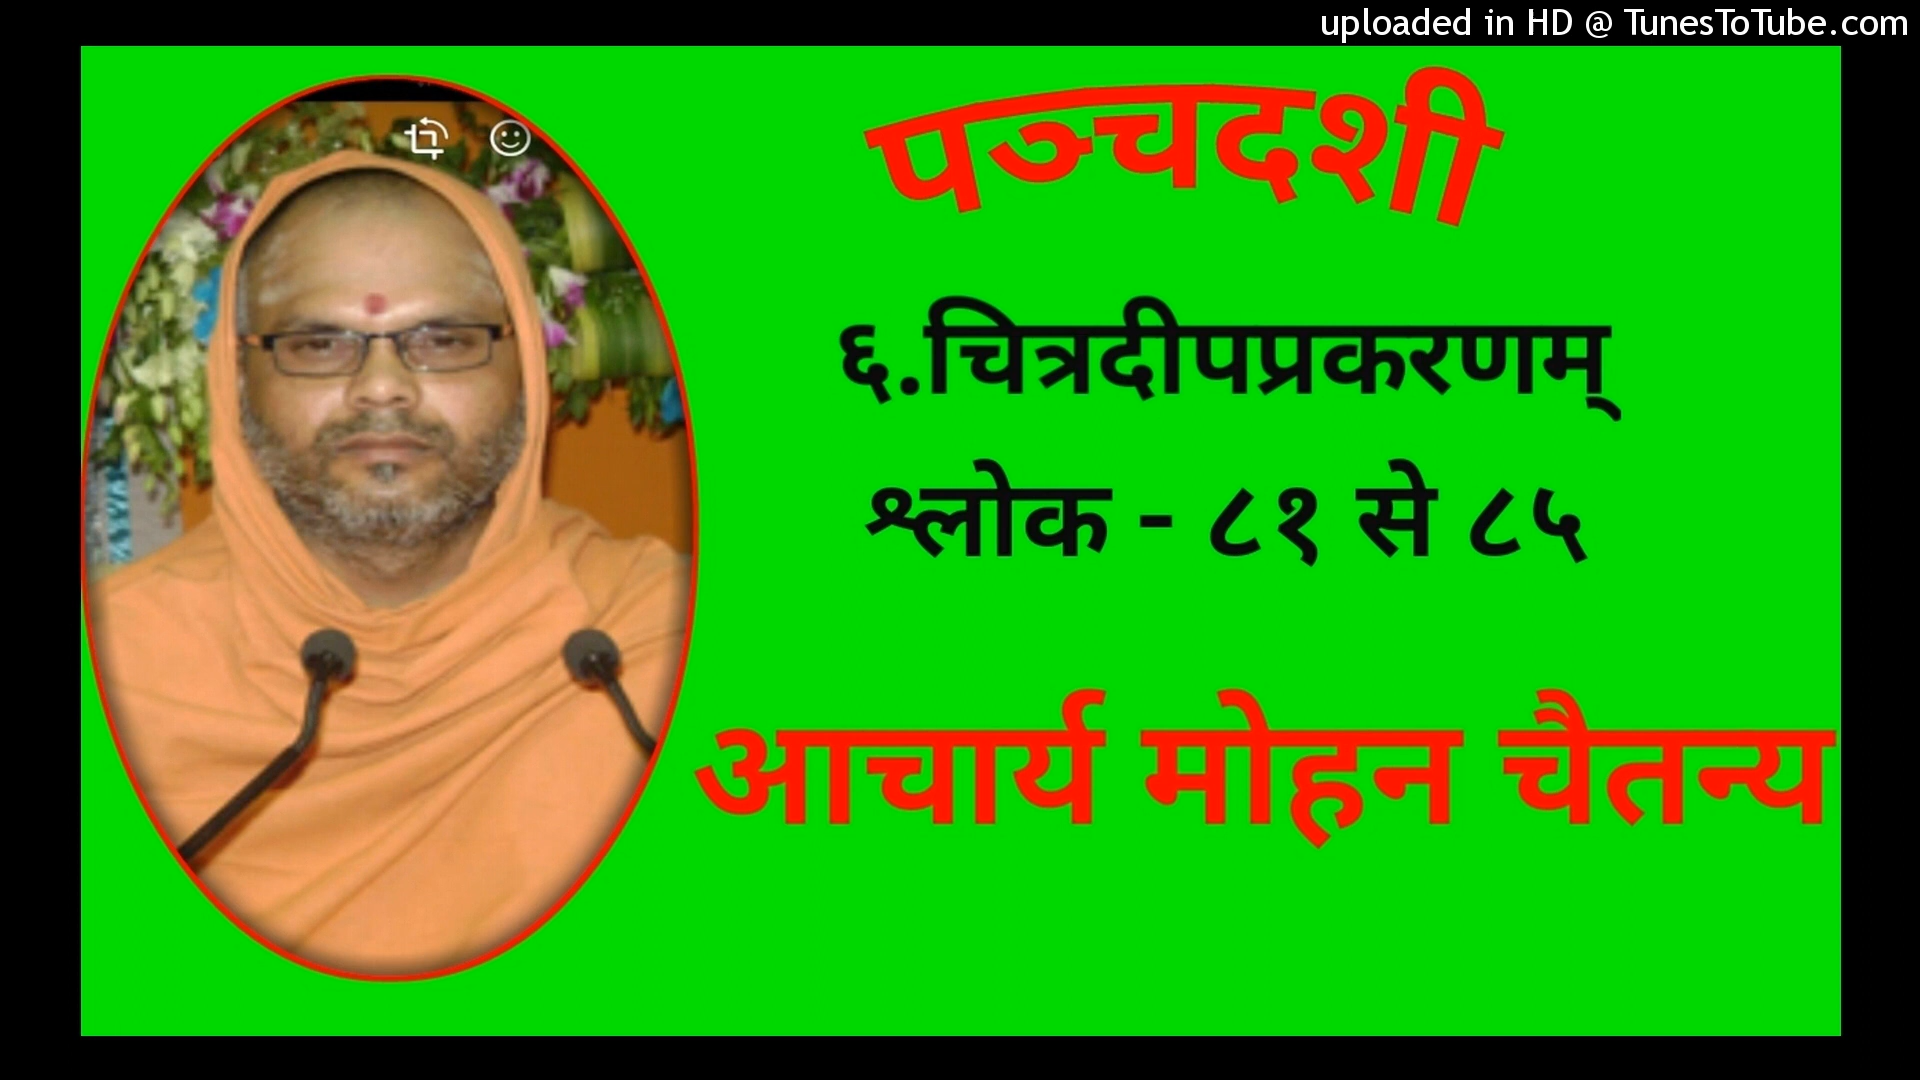 uploaded in HD @ TunesToTube.com
पञ्चदशी
६.चित्रदीपप्रकरणम्
श्लोक - ८१ से ८५
आचार्य मोहन चैतन्य